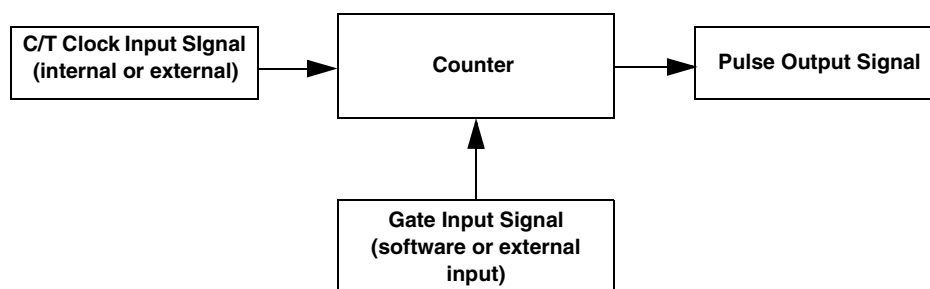 C/T Clock Input SIgnal
(internal or external)
Counter
Pulse Output Signal
Gate Input Signal
(software or external
input)